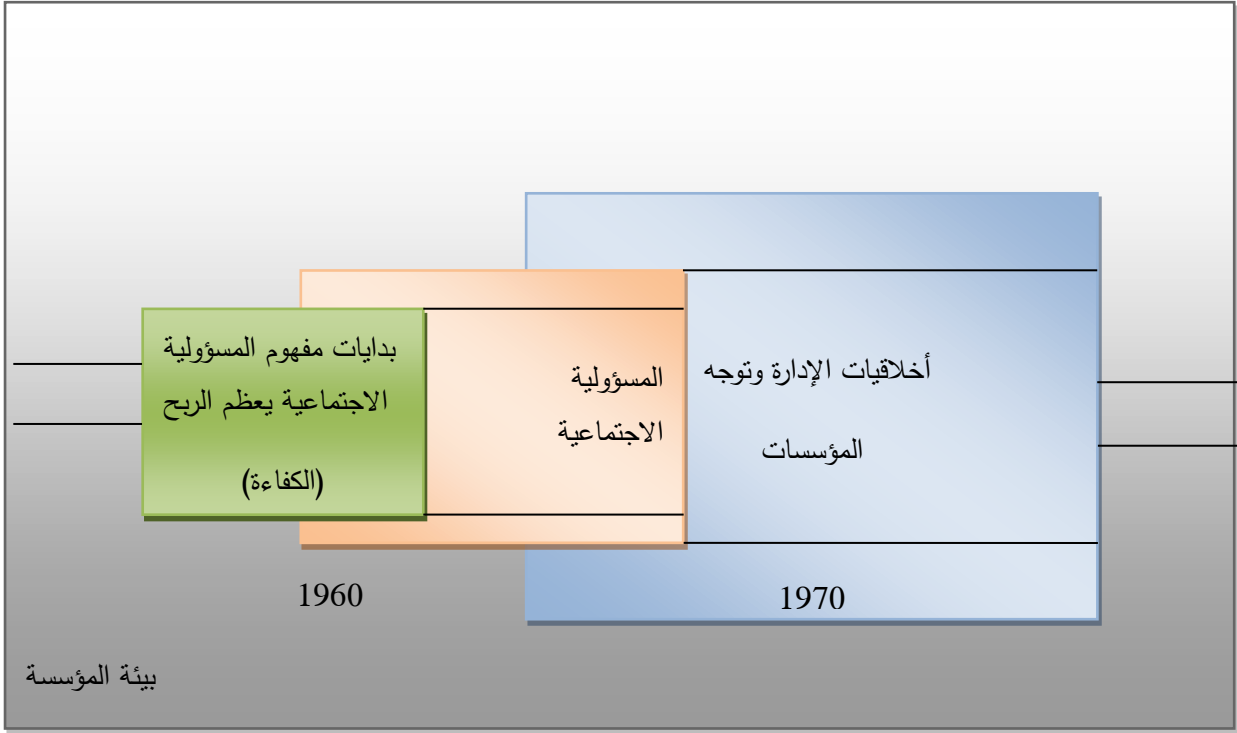 بدايات مفهوم المسؤولية
الاجتماعية يعظم الربح
(الكفاءة)
المسؤولية
الاجتماعية
أخلاقيات الإدارة وتوجه
المؤسسات
1960
1970
بيئة المؤسسة